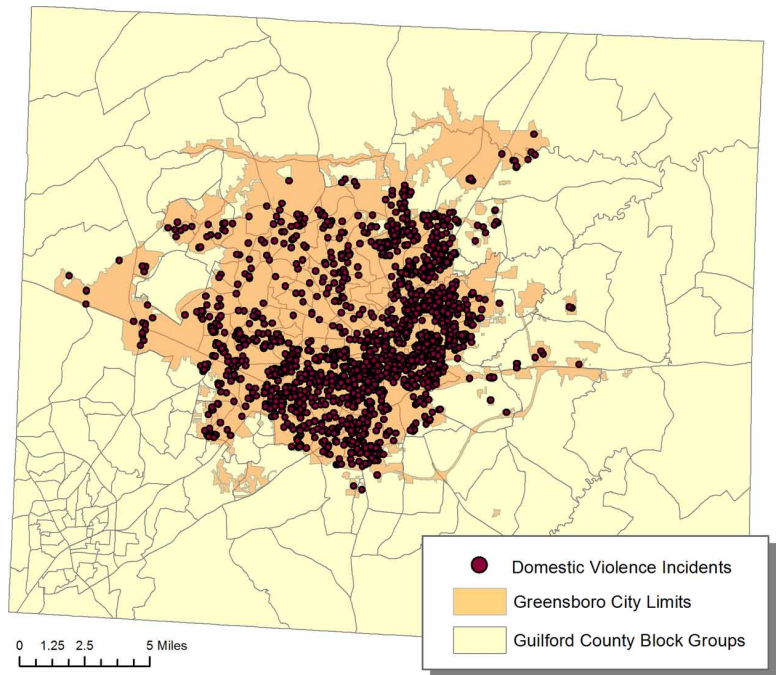 Domestic Violence Incidents
Greensboro City Limits
Guilford County Block Groups
0 1.25 2.5 5 Miles